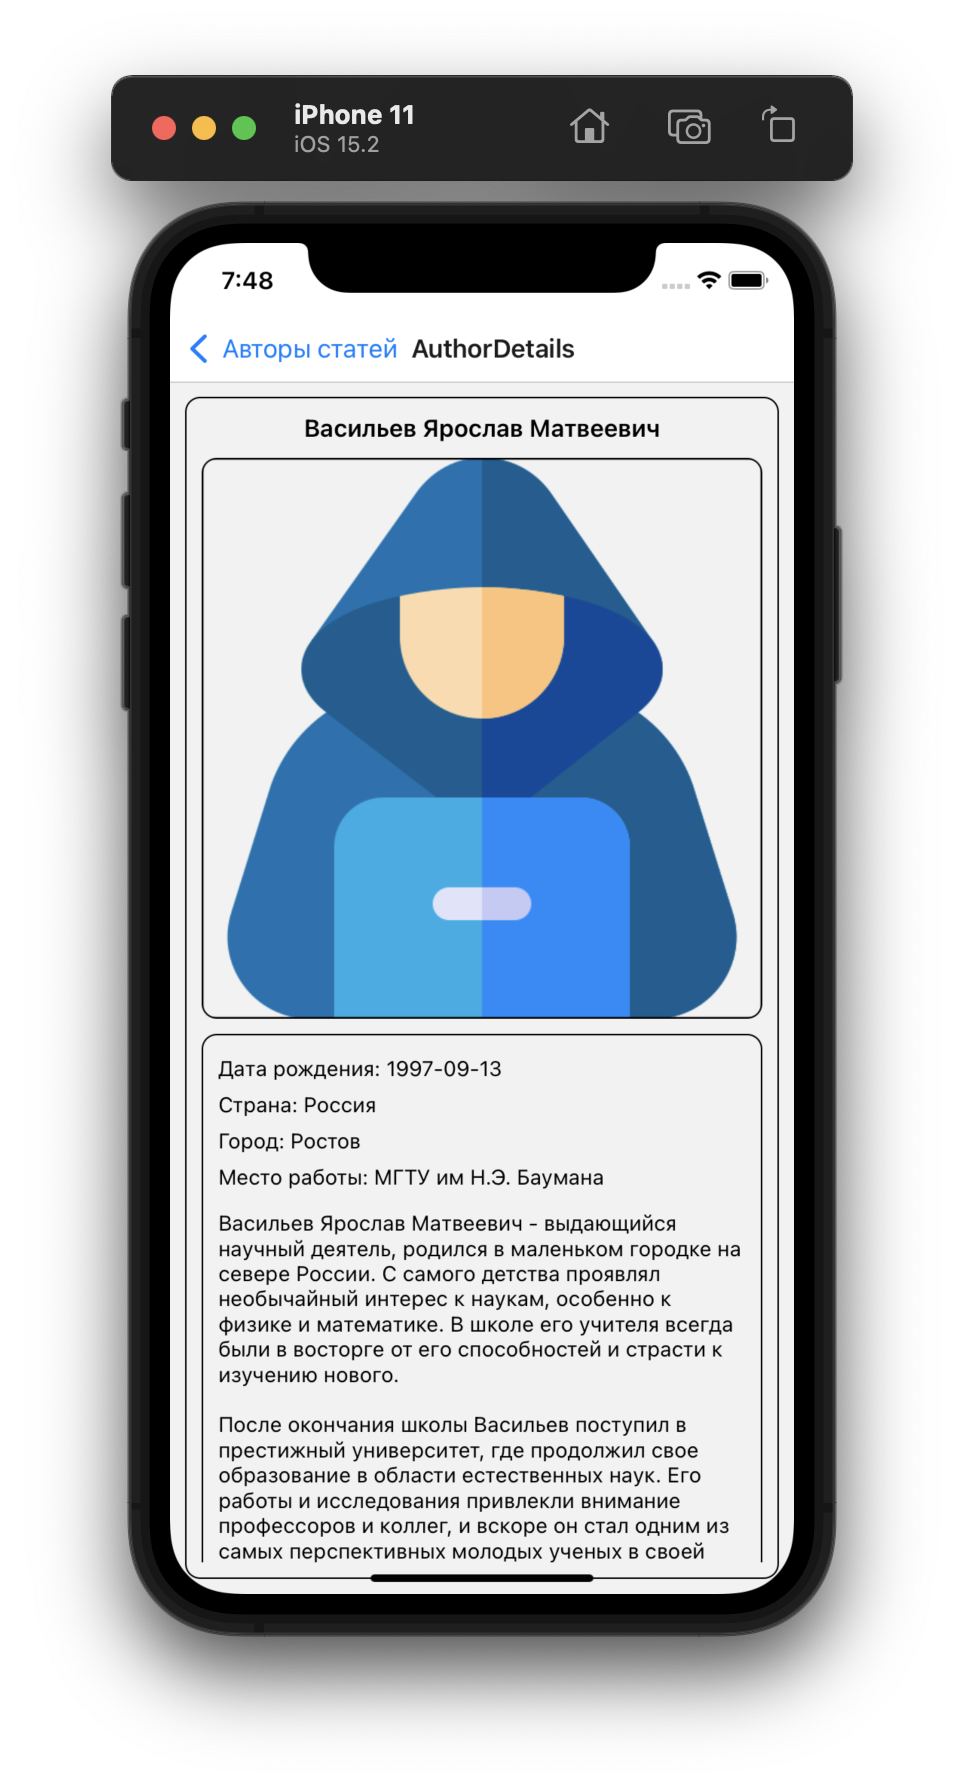 iPhone 11
iOS 15.2
7:48
Авторы статей AuthorDetails
Васильев Ярослав Матвеевич
Дата рождения: 1997-09-13
Страна: Россия
Город: Ростов
Место работы: МГТУ им Н.Э. Баумана
Васильев Ярослав Матвеевич - выдающийся
научный деятель, родился в маленьком городке на
севере России. С самого детства проявлял
необычайный интерес к наукам, особенно к
физике и математике. В школе его учителя всегда
были в восторге от его способностей и страсти к
изучению нового.
После окончания школы Васильев поступил в
престижный университет, где продолжил свое
образование в области естественных наук. Его
работы и исследования привлекли внимание
профессоров и коллег, и вскоре он стал одним из
самых перспективных молодых ученых в своей